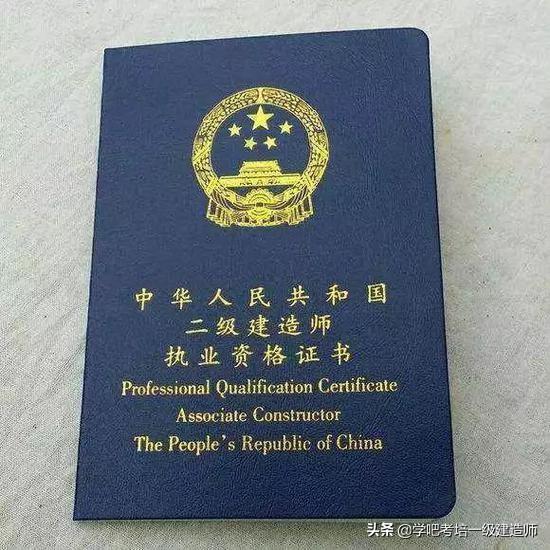 中华人民共和国
二级建造师
执业资格证书
Professional Qualification Certificate
Associate Constructor
The People's Republic of China
头条 @学吧考培一级建造师